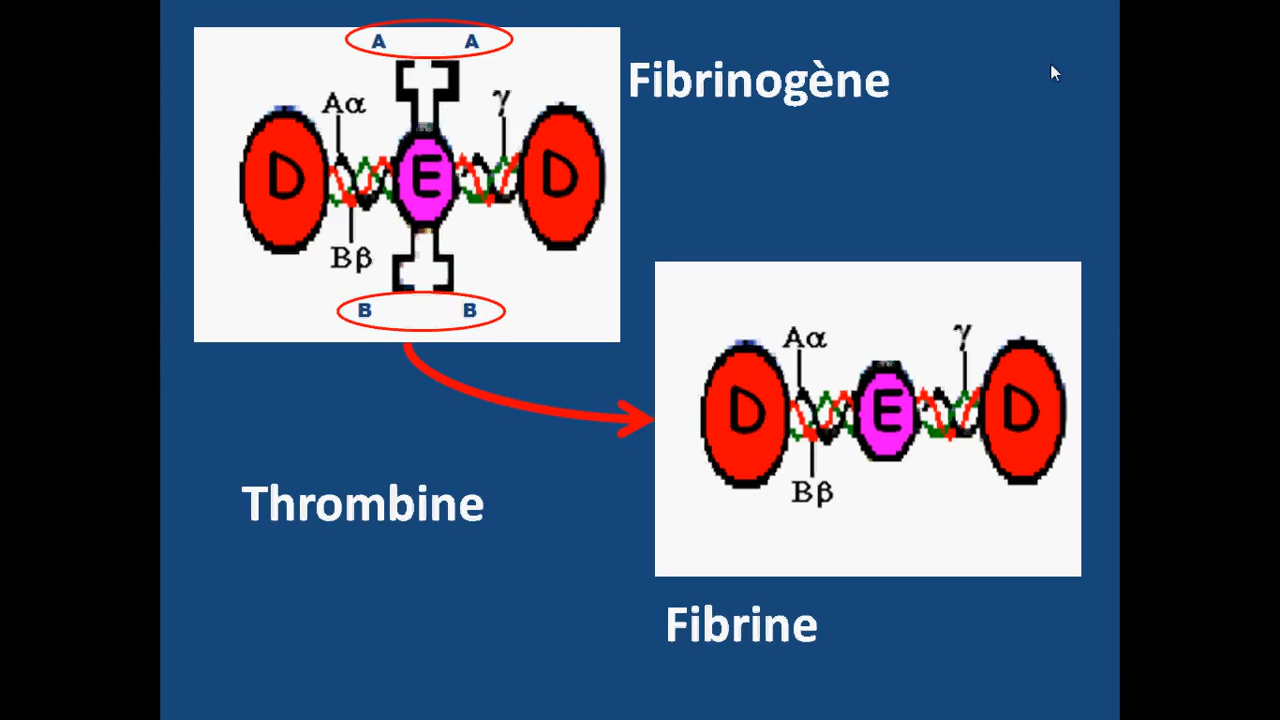 A A
Fibrinogène
Aα γ
D E D
Bβ
B B
Aα γ
D E D
Bβ
Thrombine
Fibrine